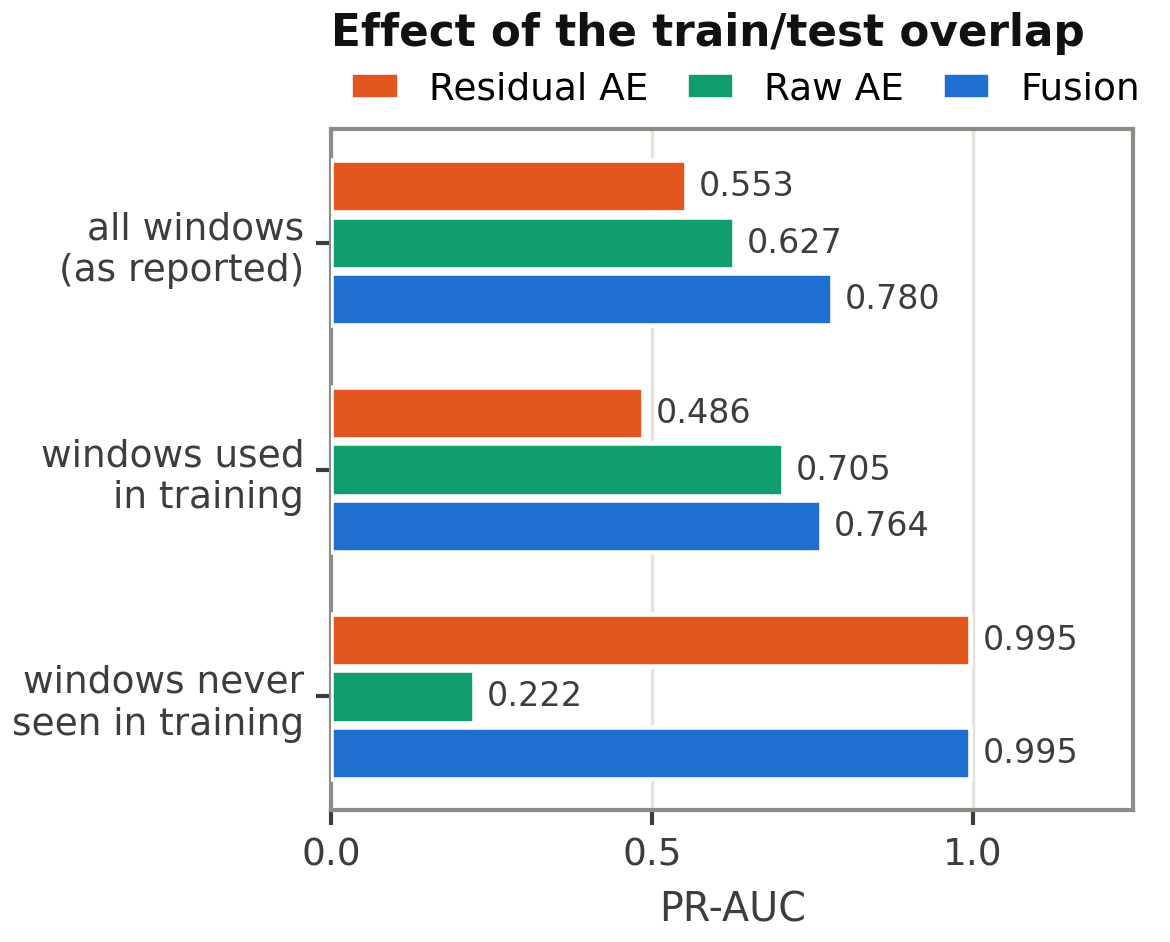 Effect of the train/test overlap
Residual AE Raw AE Fusion
all windows
(as reported)
0.553
0.627
0.780
windows used
in training
0.486
0.705
0.764
windows never
seen in training
0.995
0.222
0.995
0.0 0.5 1.0
PR-AUC